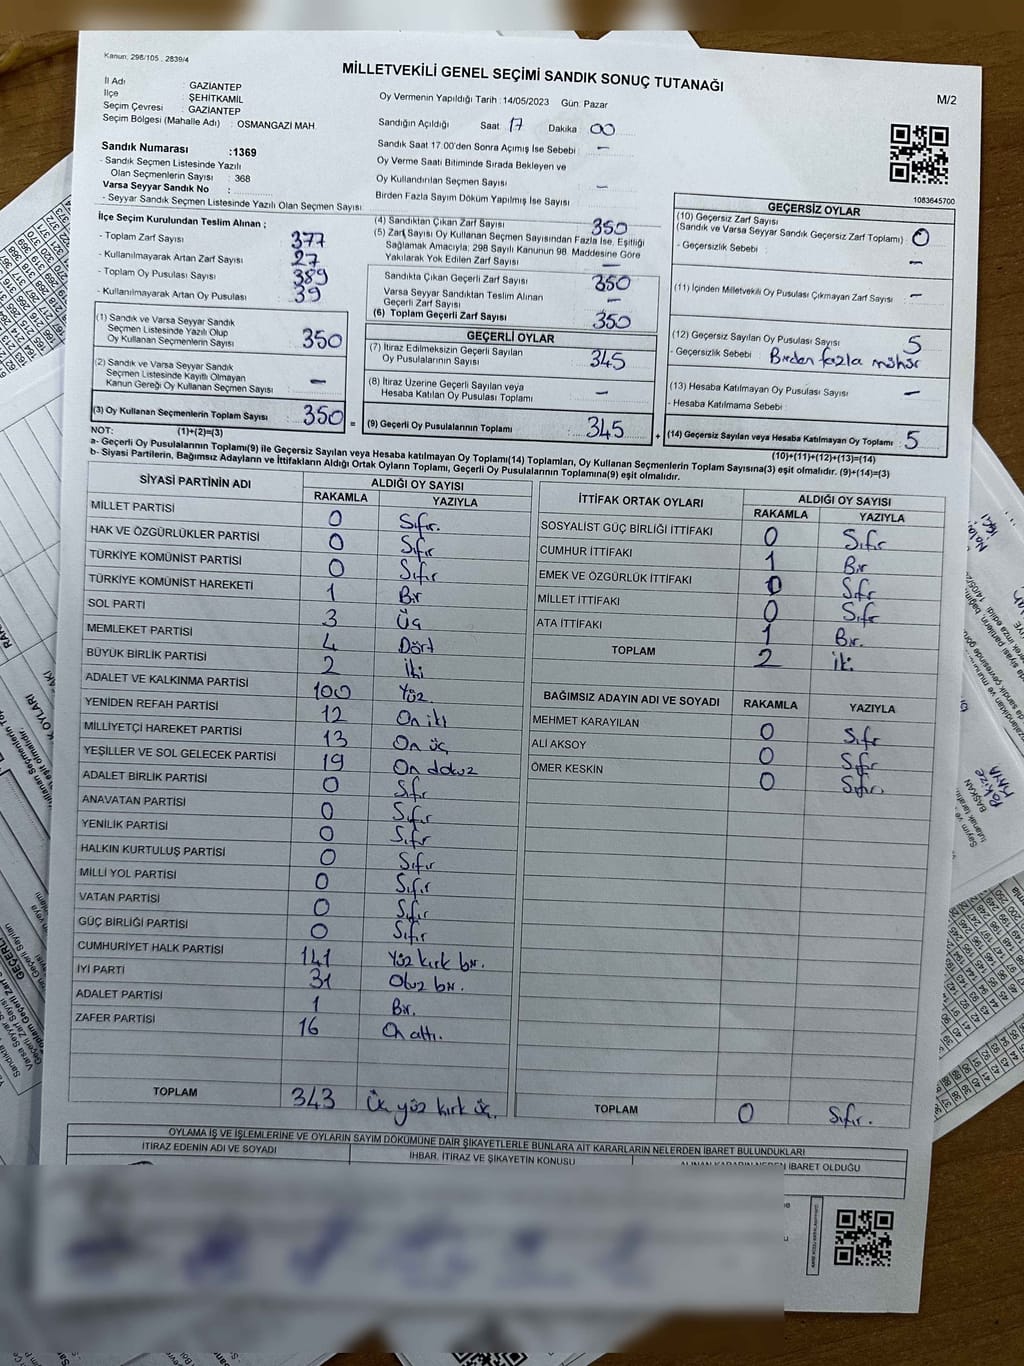 Kanun, 298/105 , 2839/4
MİLLETVEKİLİ GENEL SEÇİMİ SANDIK SONUÇ TUTANAĞI
M/2
İl Adı : GAZİANTEP
İlçe : ŞEHİTKAMİL
Seçim Çevresi : GAZİANTEP
Seçim Bölgesi (Mahalle Adı) : OSMANGAZİ MAH.
Oy Vermenin Yapıldığı Tarih : 14/05/2023 Gün: Pazar
Sandığın Açıldığı Saat 17 Dakika 00
Sandık Saat 17.00'den Sonra Açımış İse Sebebi : –
Oy Verme Saati Bitiminde Sırada Bekleyen ve
Oy Kullandırılan Seçmen Sayısı : –
Birden Fazla Sayım Döküm Yapılmış İse Sayısı :
Sandık Numarası :1369
- Sandık Seçmen Listesinde Yazılı
Olan Seçmenlerin Sayısı : 368
Varsa Seyyar Sandık No :
- Seyyar Sandık Seçmen Listesinde Yazılı Olan Seçmen Sayısı:
1083645700
İlçe Seçim Kurulundan Teslim Alınan ;
- Toplam Zarf Sayısı : 377
- Kullanılmayarak Artan Zarf Sayısı : 27
- Toplam Oy Pusulası Sayısı : 389
- Kullanılmayarak Artan Oy Pusulası : 39
(1) Sandık ve Varsa Seyyar Sandık
Seçmen Listesinde Yazılı Olup
Oy Kullanan Seçmenlerin Sayısı : 350
(2) Sandık ve Varsa Seyyar Sandık
Seçmen Listesinde Kayıtlı Olmayan
Kanun Gereği Oy Kullanan Seçmen Sayısı : –
(3) Oy Kullanan Seçmenlerin Toplam Sayısı : 350 =
(4) Sandıktan Çıkan Zarf Sayısı : 350
(5) Zarf Sayısı Oy Kullanan Seçmen Sayısından Fazla İse, Eşitliği
Sağlamak Amacıyla; 298 Sayılı Kanunun 98. Maddesine Göre
Yakılarak Yok Edilen Zarf Sayısı : –
Sandıkta Çıkan Geçerli Zarf Sayısı : 350
Varsa Seyyar Sandıktan Teslim Alınan
Geçerli Zarf Sayısı : –
(6) Toplam Geçerli Zarf Sayısı : 350
GEÇERLİ OYLAR
(7) İtiraz Edilmeksizin Geçerli Sayılan
Oy Pusulalarının Sayısı : 345
(8) İtiraz Üzerine Geçerli Sayılan veya
Hesaba Katılan Oy Pusulası Toplamı : –
(9) Geçerli Oy Pusulalarının Toplamı : 345 +
GEÇERSİZ OYLAR
(10) Geçersiz Zarf Sayısı
(Sandık ve Varsa Seyyar Sandık Geçersiz Zarf Toplamı) : 0
- Geçersizlik Sebebi : –
(11) İçinden Milletvekili Oy Pusulası Çıkmayan Zarf Sayısı : –
(12) Geçersiz Sayılan Oy Pusulası Sayısı : 5
- Geçersizlik Sebebi : Birden fazla mühür
(13) Hesaba Katılmayan Oy Pusulası Sayısı : –
- Hesaba Katılmama Sebebi :
(14) Geçersiz Sayılan veya Hesaba Katılmayan Oy Toplamı : 5
NOT: (1)+(2)=(3)
(10)+(11)+(12)+(13)=(14)
a- Geçerli Oy Pusulalarının Toplamı(9) ile Geçersiz Sayılan veya Hesaba katılmayan Oy Toplamı(14) Toplamları, Oy Kullanan Seçmenlerin Toplam Sayısına(3) eşit olmalıdır. (9)+(14)=(3)
b- Siyasi Partilerin, Bağımsız Adayların ve İttifakların Aldığı Ortak Oyların Toplamı, Geçerli Oy Pusulalarının Toplamına(9) eşit olmalıdır.
SİYASİ PARTİNİN ADI ALDIĞI OY SAYISI
RAKAMLA YAZIYLA
MİLLET PARTİSİ 0 Sıfır.
HAK VE ÖZGÜRLÜKLER PARTİSİ 0 Sıfır
TÜRKİYE KOMÜNİST PARTİSİ 0 Sıfır
TÜRKİYE KOMÜNİST HAREKETİ 1 Bir
SOL PARTİ 3 Üç
MEMLEKET PARTİSİ 4 Dört
BÜYÜK BİRLİK PARTİSİ 2 İki
ADALET VE KALKINMA PARTİSİ 100 Yüz
YENİDEN REFAH PARTİSİ 12 On iki
MİLLİYETÇİ HAREKET PARTİSİ 13 On üç
YEŞİLLER VE SOL GELECEK PARTİSİ 19 On dokuz
ADALET BİRLİK PARTİSİ 0 Sıfır
ANAVATAN PARTİSİ 0 Sıfır
YENİLİK PARTİSİ 0 Sıfır
HALKIN KURTULUŞ PARTİSİ 0 Sıfır
MİLLİ YOL PARTİSİ 0 Sıfır
VATAN PARTİSİ 0 Sıfır
GÜÇ BİRLİĞİ PARTİSİ 0 Sıfır
CUMHURİYET HALK PARTİSİ 141 Yüz kırk bir.
İYİ PARTİ 31 Otuz bir.
ADALET PARTİSİ 1 Bir.
ZAFER PARTİSİ 16 On altı.
TOPLAM 343 Üç yüz kırk üç.
İTTİFAK ORTAK OYLARI ALDIĞI OY SAYISI
RAKAMLA YAZIYLA
SOSYALİST GÜÇ BİRLİĞİ İTTİFAKI 0 Sıfır
CUMHUR İTTİFAKI 1 Bir
EMEK VE ÖZGÜRLÜK İTTİFAKI 0 Sıfır
MİLLET İTTİFAKI 0 Sıfır
ATA İTTİFAKI 1 Bir.
TOPLAM 2 İki
BAĞIMSIZ ADAYIN ADI VE SOYADI RAKAMLA YAZIYLA
MEHMET KARAYILAN 0 Sıfır
ALİ AKSOY 0 Sıfır
ÖMER KESKİN 0 Sıfır
TOPLAM 0 Sıfır.
OYLAMA İŞ VE İŞLEMLERİNE VE OYLARIN SAYIM DÖKÜMÜNE DAİR ŞİKAYETLERLE BUNLARA AİT KARARLARIN NELERDEN İBARET BULUNDUKLARI
İTİRAZ EDENİN ADI VE SOYADI
İHBAR, İTİRAZ VE ŞİKAYETİN KONUSU
ALINAN KARARIN NEDEN İBARET OLDUĞU